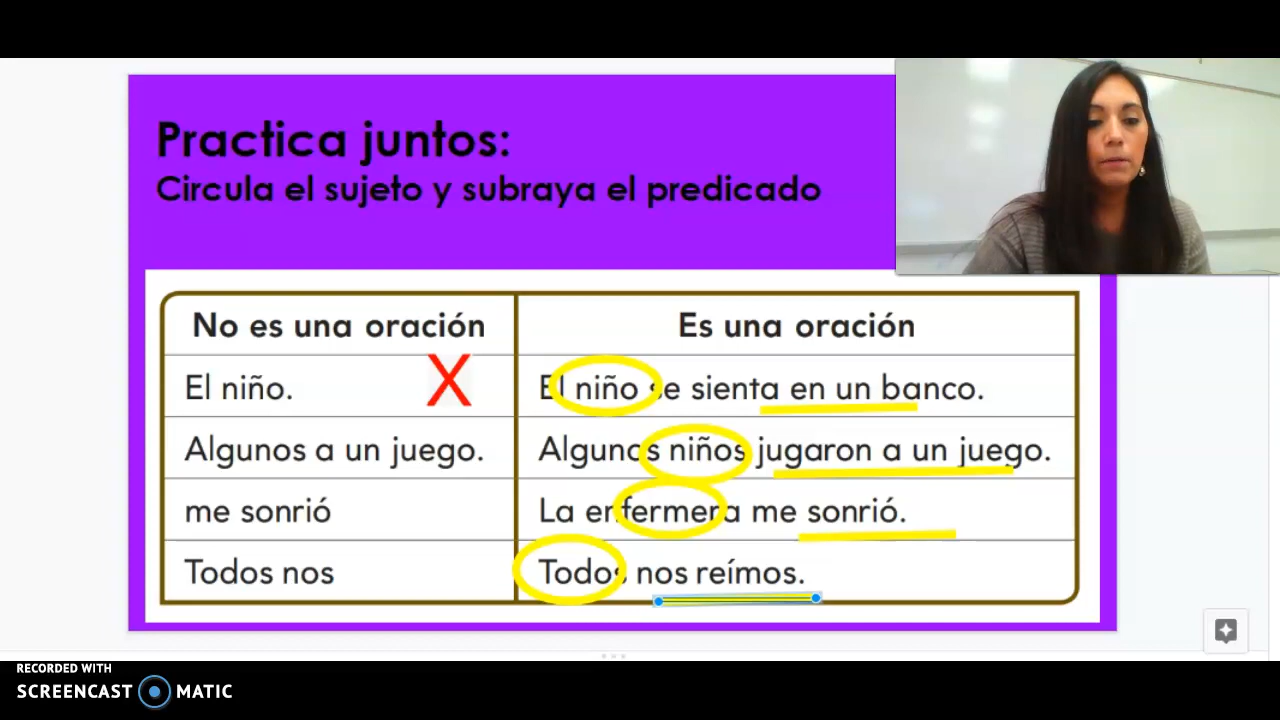 Practica juntos:
Circula el sujeto y subraya el predicado
No es una oración Es una oración
El niño. X El niño se sienta en un banco.
Algunos a un juego. Algunos niños jugaron a un juego.
me sonrió La enfermera me sonrió.
Todos nos Todos nos reímos.
RECORDED WITH
SCREENCAST MATIC